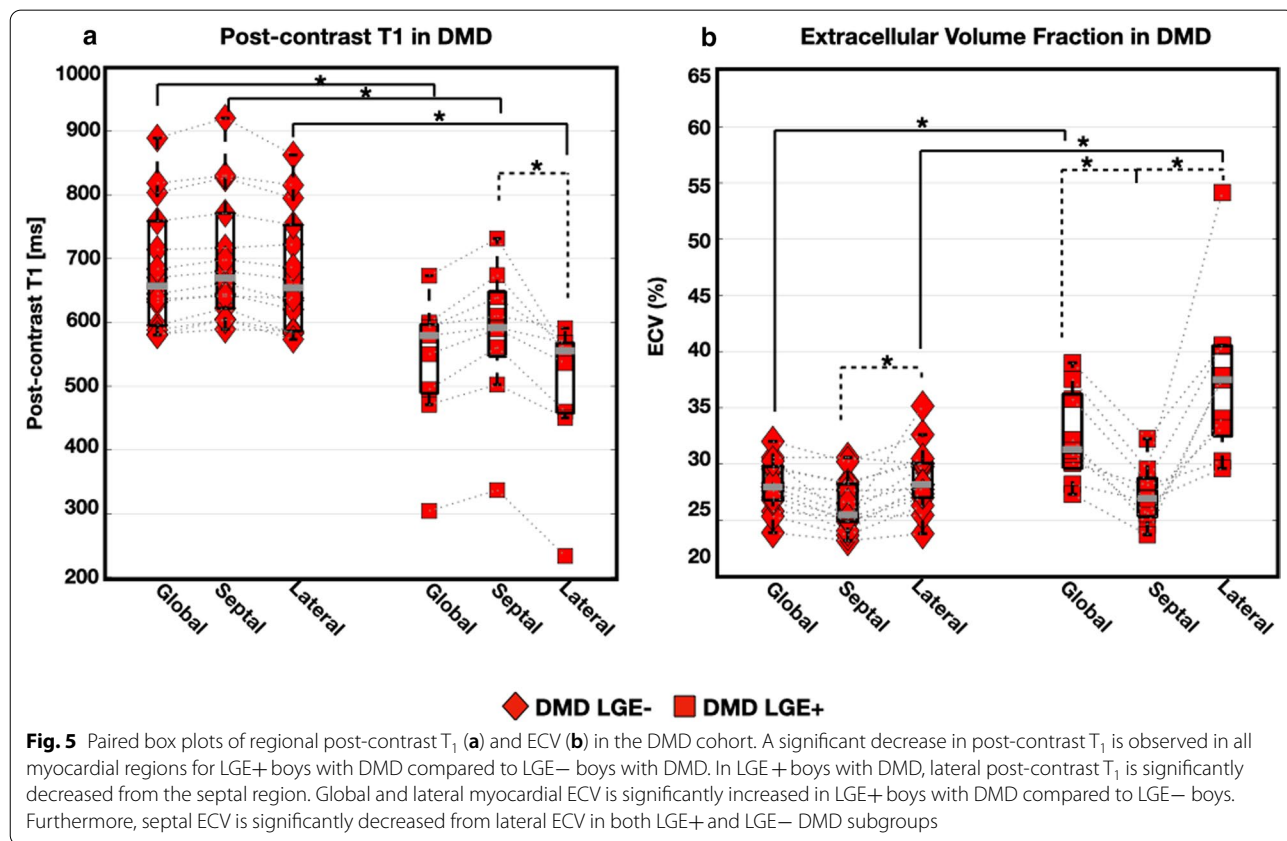 a Post-contrast T1 in DMD
1000
900
800
700
600
500
400
300
200
Post-contrast T1 [ms]
* * * *
Global Septal Lateral Global Septal Lateral
b Extracellular Volume Fraction in DMD
65
60
55
50
45
40
35
30
25
20
ECV (%)
* * * * *
Global Septal Lateral Global Septal Lateral
DMD LGE- DMD LGE+
Fig. 5 Paired box plots of regional post-contrast T1 (a) and ECV (b) in the DMD cohort. A significant decrease in post-contrast T1 is observed in all
myocardial regions for LGE+ boys with DMD compared to LGE− boys with DMD. In LGE+ boys with DMD, lateral post-contrast T1 is significantly
decreased from the septal region. Global and lateral myocardial ECV is significantly increased in LGE+ boys with DMD compared to LGE− boys.
Furthermore, septal ECV is significantly decreased from lateral ECV in both LGE+ and LGE− DMD subgroups